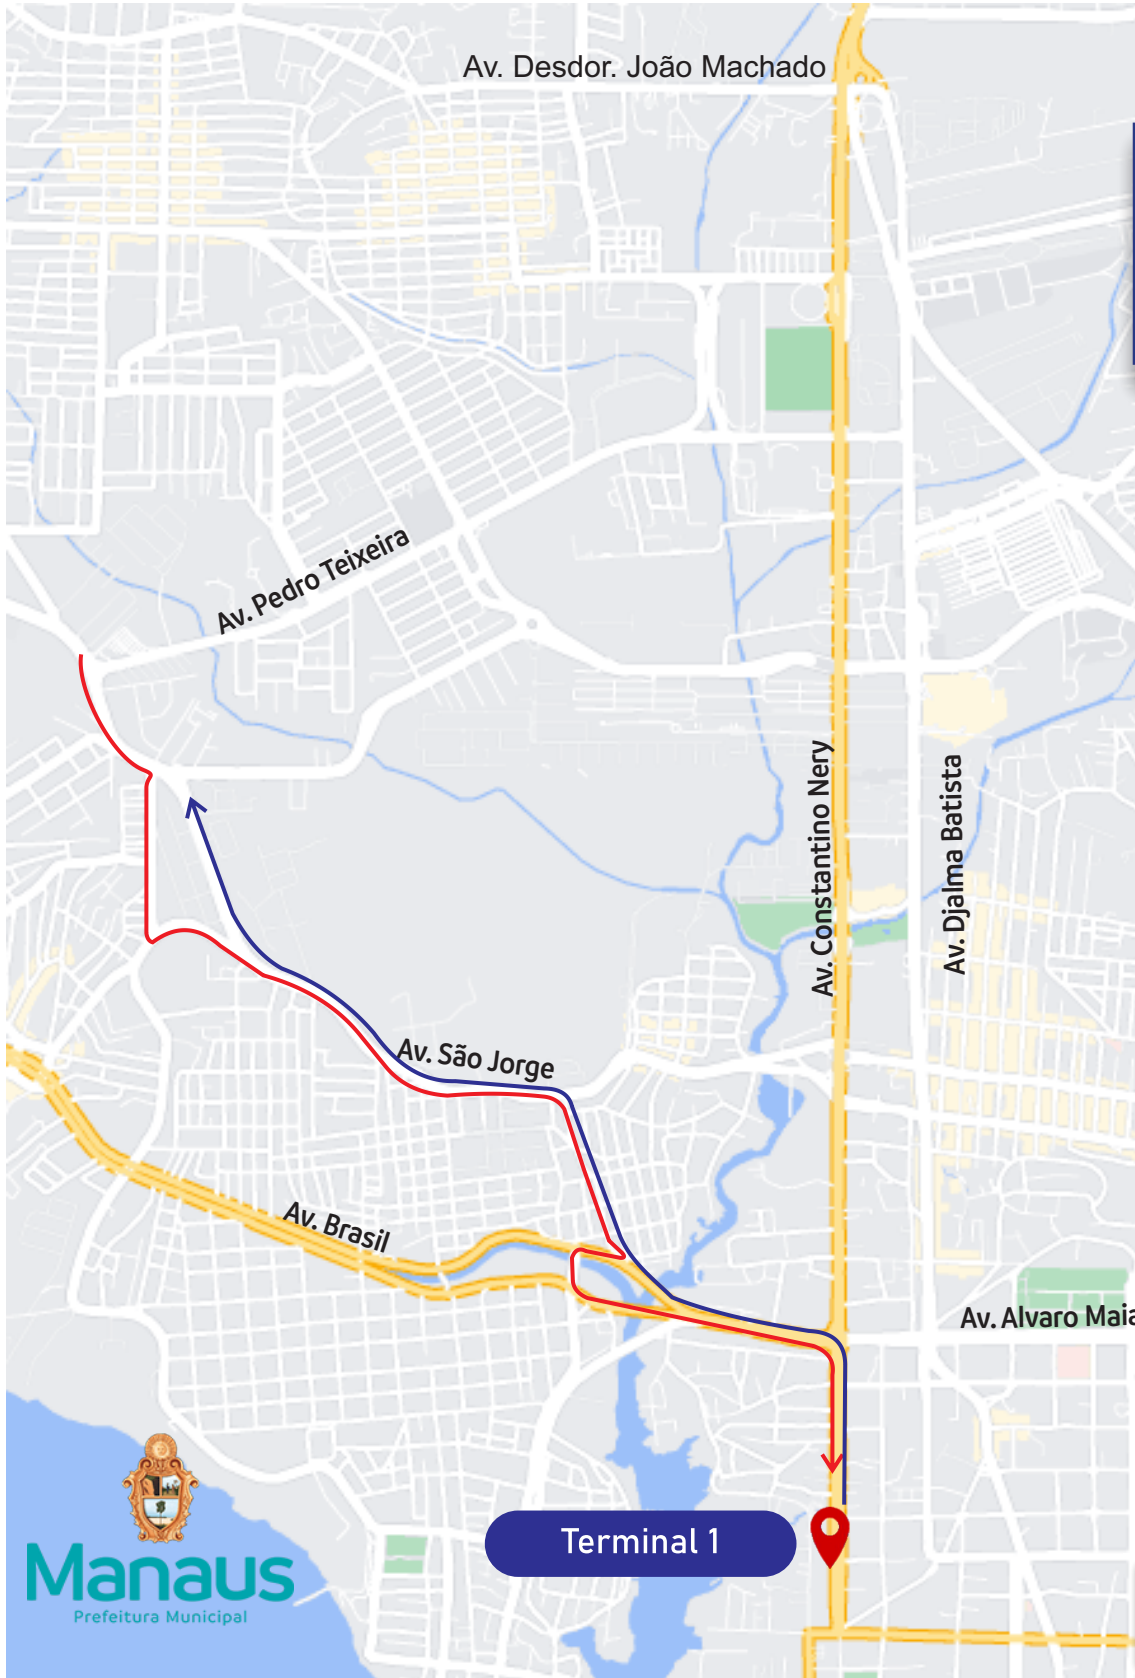 Av. Desdor. João Machado
Av. Pedro Teixeira
Av. Constantino Nery
Av. Djalma Batista
Av. São Jorge
Av. Brasil
Av. Alvaro Maia
Terminal 1
Manaus
Prefeitura Municipal